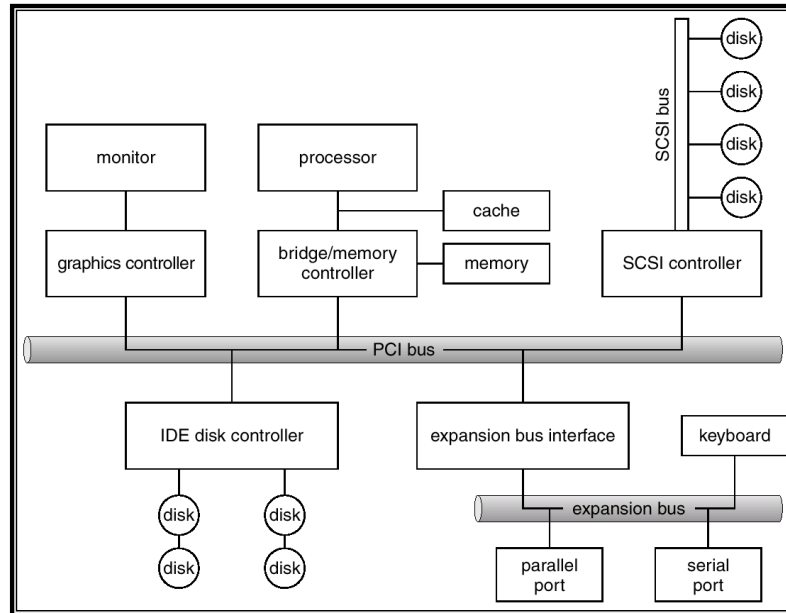 disk
disk
disk
disk
SCSI bus
monitor
processor
cache
graphics controller
bridge/memory
controller
memory
SCSI controller
PCI bus
IDE disk controller
expansion bus interface
keyboard
disk
disk
disk
disk
expansion bus
parallel
port
serial
port